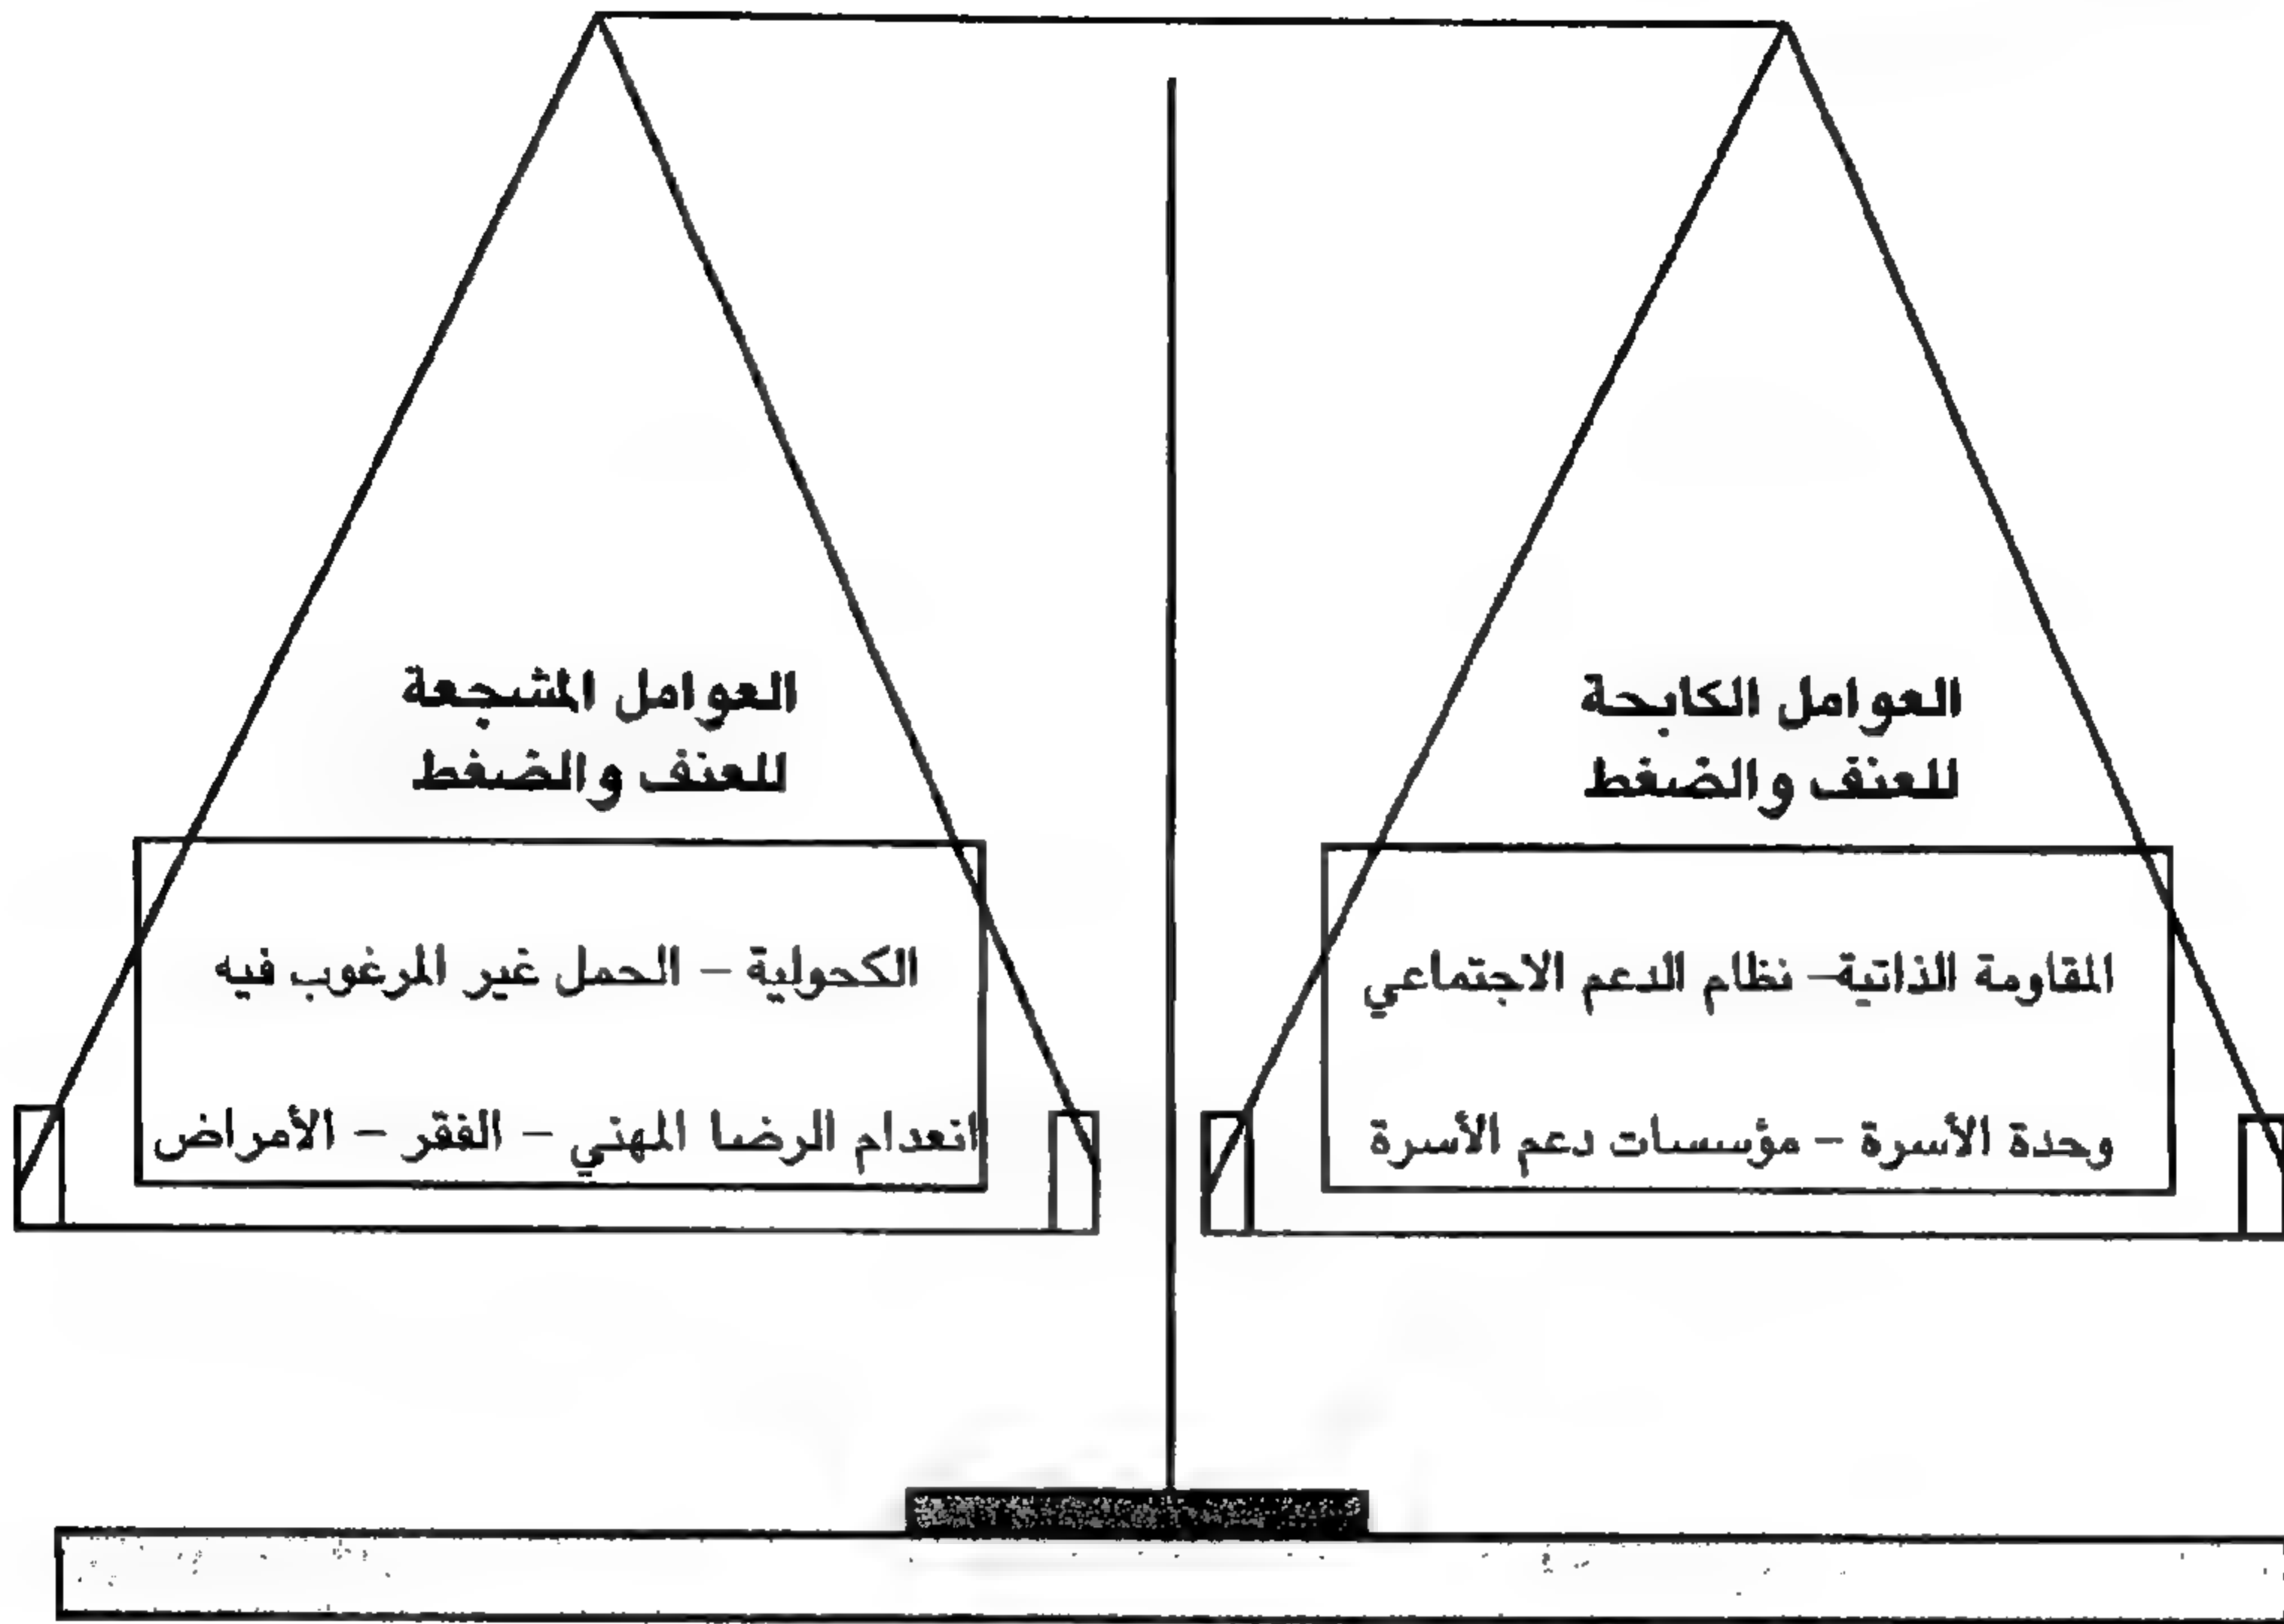 العوامل الكابحة
للعنف والضغط
المقاومة الذاتية– نظام الدعم الاجتماعي
وحدة الأسرة – مؤسسات دعم الأسرة
العوامل المشجعة
للعنف والضغط
الكحولية – الحمل غير المرغوب فيه
انعدام الرضا المهني – الفقر – الأمراض